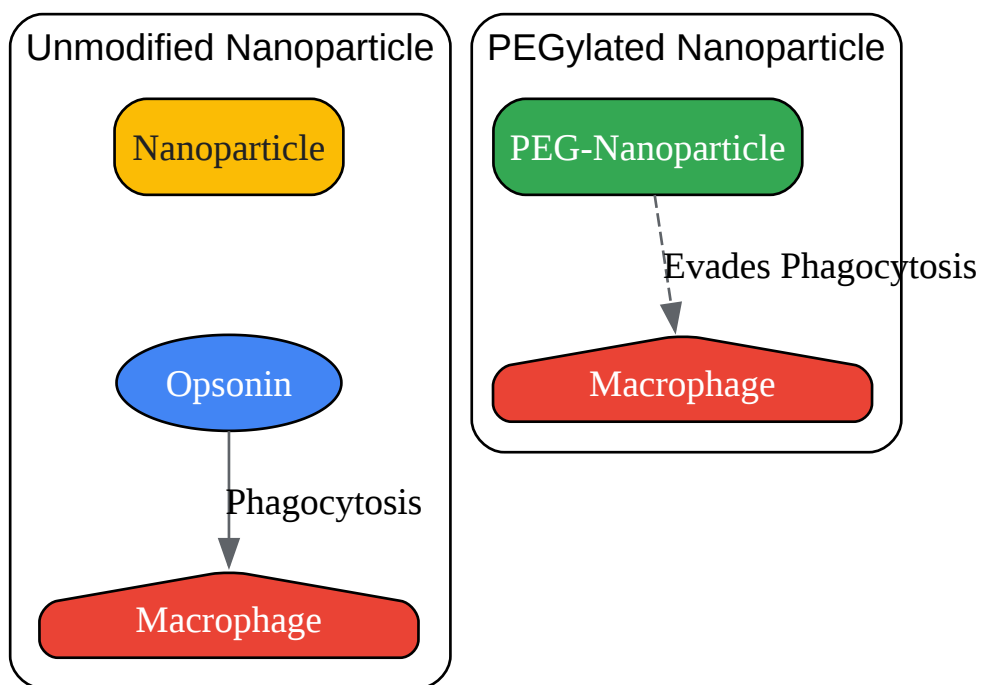 Unmodified Nanoparticle
Nanoparticle
Opsonin
Phagocytosis
Macrophage
PEGylated Nanoparticle
PEG-Nanoparticle
Evades Phagocytosis
Macrophage